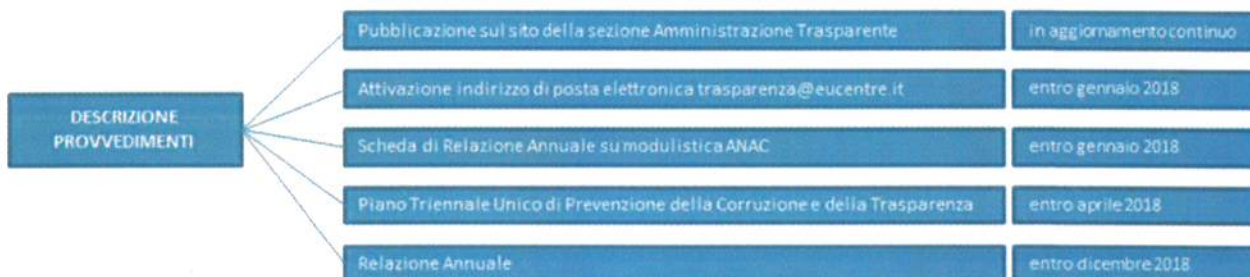 DESCRIZIONE
PROVVEDIMENTI
Pubblicazione sul sito della sezione Amministrazione Trasparente
in aggiornamento continuo
Attivazione indirizzo di posta elettronica trasparenza@eucentre.it
entro gennaio 2018
Scheda di Relazione Annuale su modulistica ANAC
entro gennaio 2018
Piano Triennale Unico di Prevenzione della Corruzione e della Trasparenza
entro aprile 2018
Relazione Annuale
entro dicembre 2018